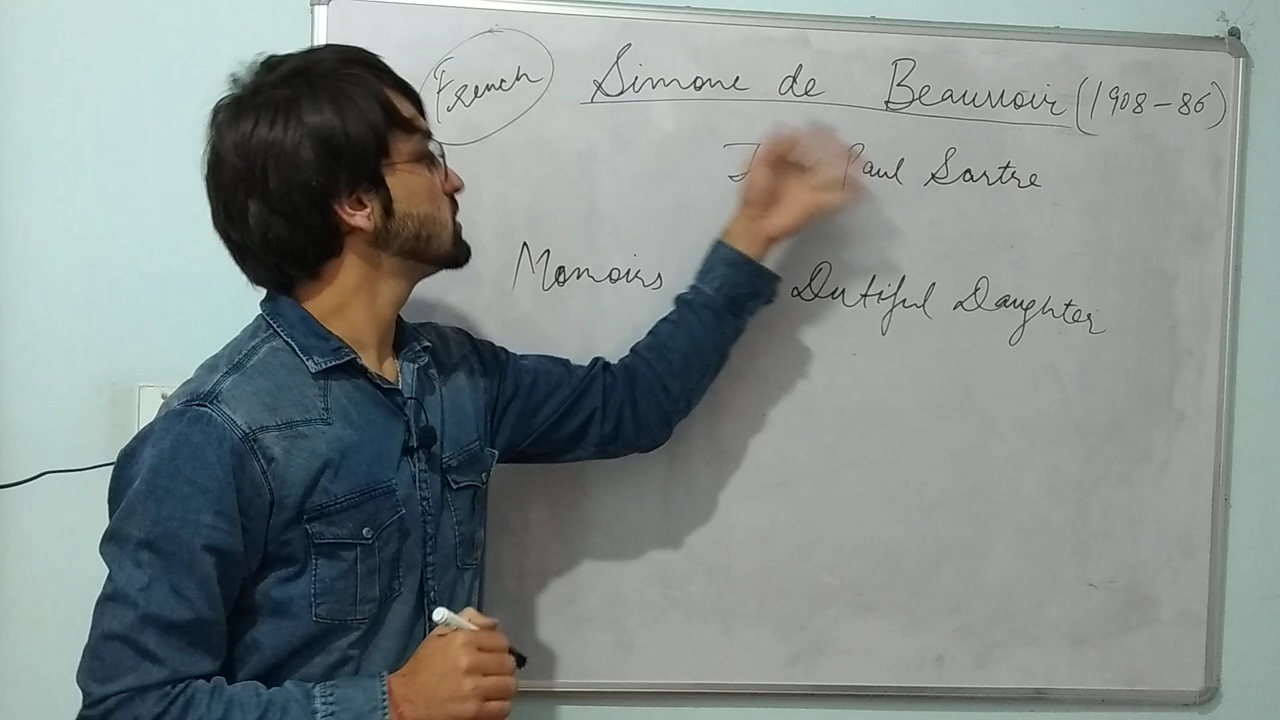 French Simone de Beauvoir (1908-86)
Paul Sartre
Memoirs Dutiful Daughter